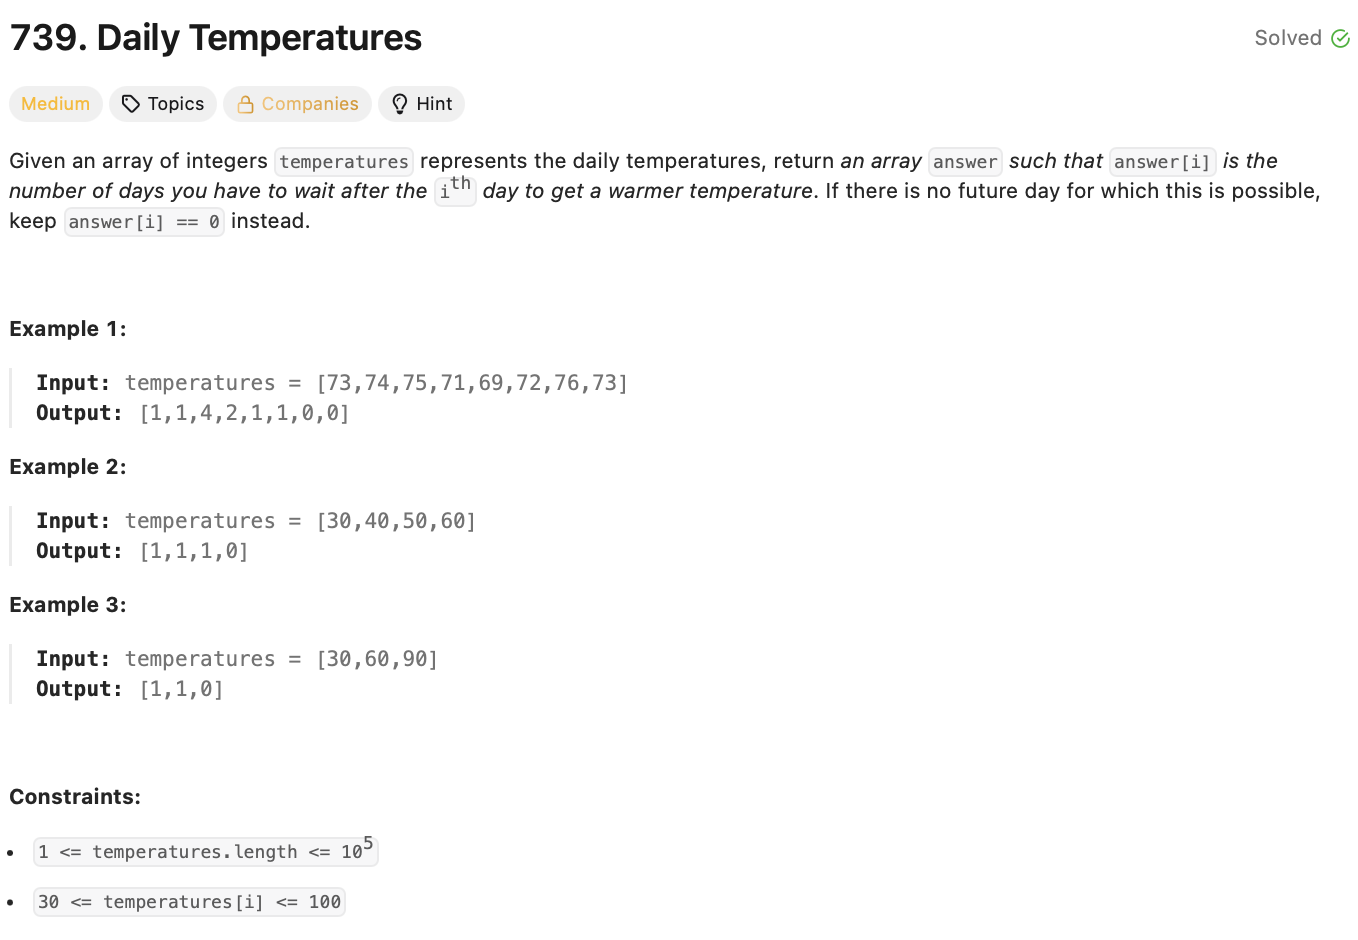 739. Daily Temperatures
Solved
Medium Topics Companies Hint
Given an array of integers temperatures represents the daily temperatures, return an array answer such that answer[i] is the
number of days you have to wait after the ith day to get a warmer temperature. If there is no future day for which this is possible,
keep answer[i] == 0 instead.
Example 1:
Input: temperatures = [73,74,75,71,69,72,76,73]
Output: [1,1,4,2,1,1,0,0]
Example 2:
Input: temperatures = [30,40,50,60]
Output: [1,1,1,0]
Example 3:
Input: temperatures = [30,60,90]
Output: [1,1,0]
Constraints:
• 1 <= temperatures.length <= 10^5
• 30 <= temperatures[i] <= 100